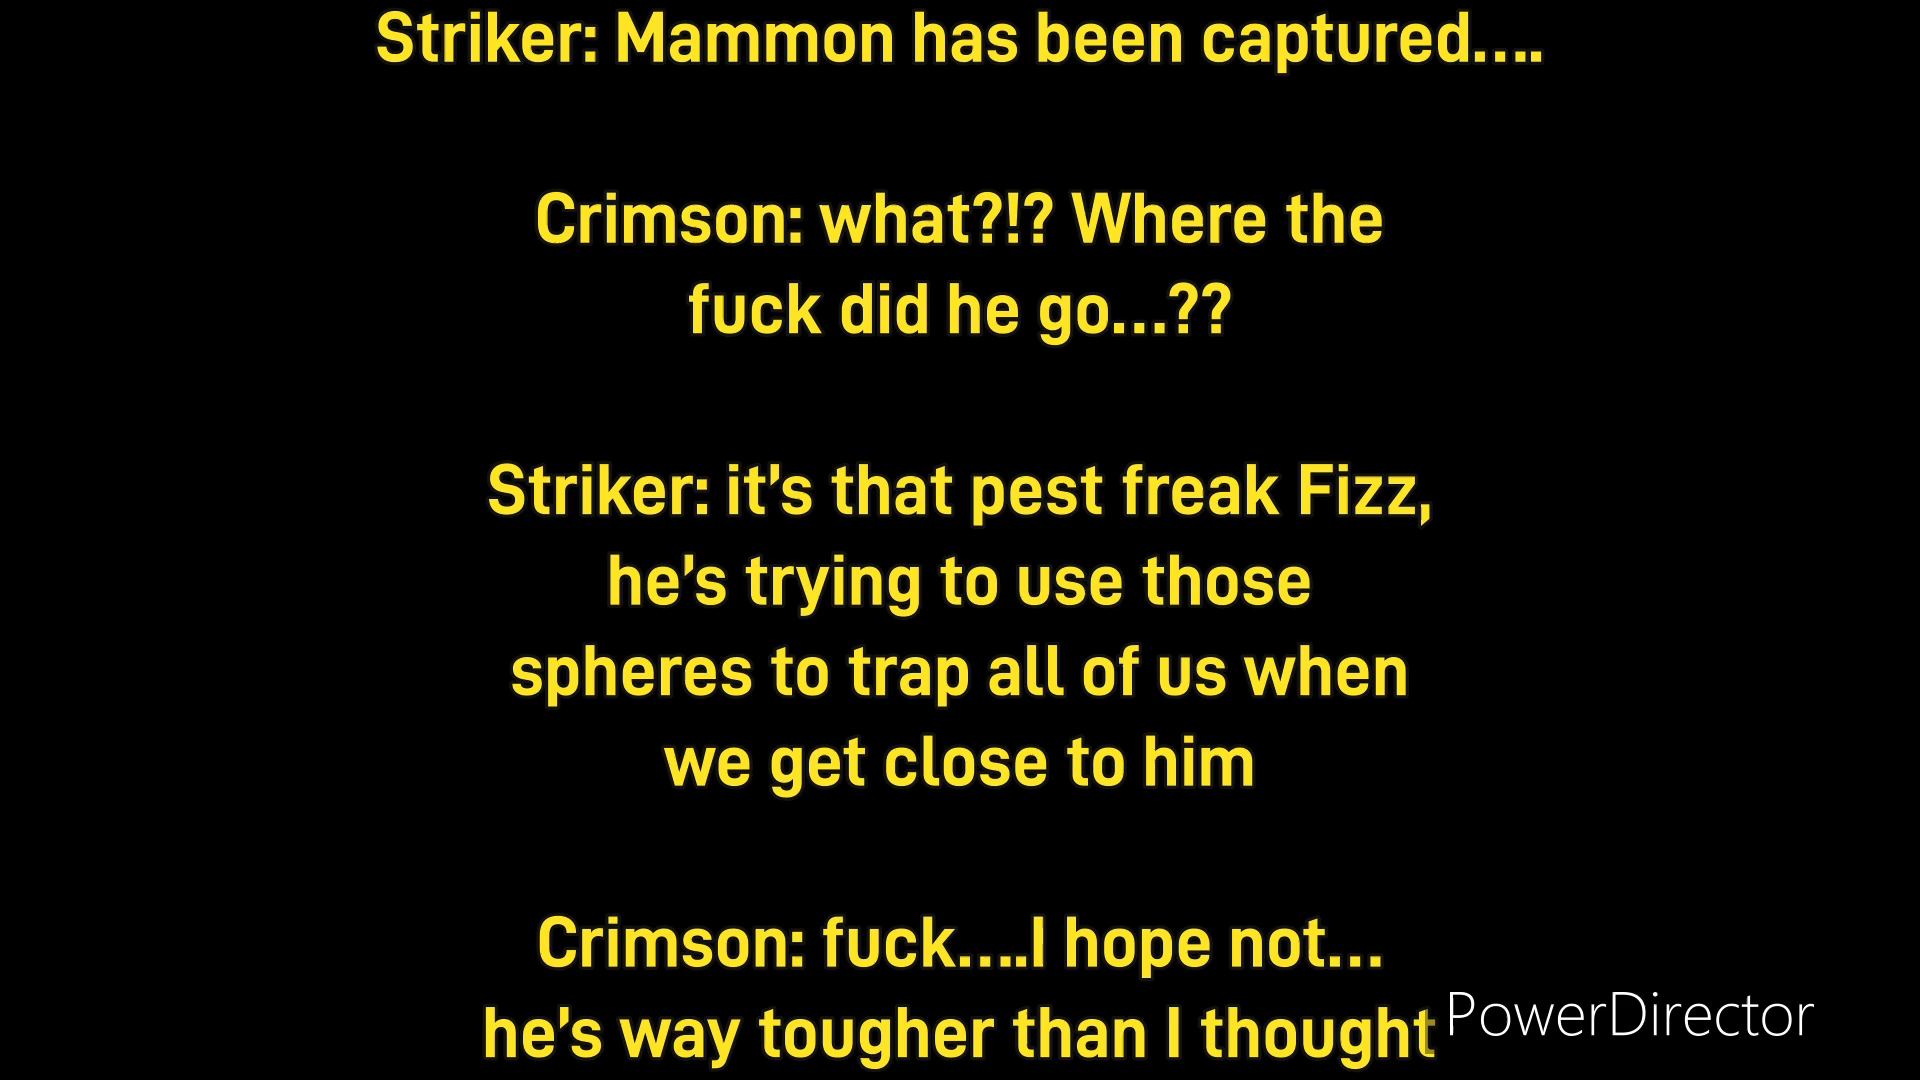 Striker: Mammon has been captured….
Crimson: what?!? Where the
fuck did he go…??
Striker: it’s that pest freak Fizz,
he’s trying to use those
spheres to trap all of us when
we get close to him
Crimson: fuck….I hope not…
he’s way tougher than I thought
PowerDirector